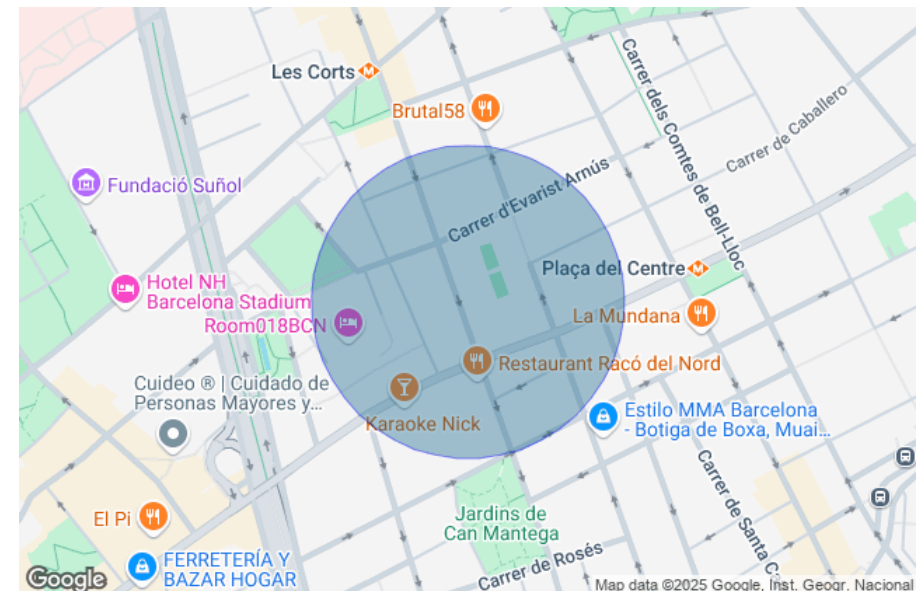 Les Corts
Brutal58
Carrer dels Comtes de Bell-Lloc
Carrer de Caballero
Fundació Suñol
Carrer d'Evarist Arnús
Plaça del Centre
Hotel NH
Barcelona Stadium
Room018BCN
La Mundana
Restaurant Racó del Nord
Cuideo ® | Cuidado de
Personas Mayores y...
Karaoke Nick
Estilo MMA Barcelona
- Botiga de Boxa, Muai...
El Pi
Jardins de
Can Mantega
Carrer de Santa C
FERRETERÍA Y
BAZAR HOGAR
Carrer de Rosés
Google
Map data ©2025 Google, Inst. Geogr. Nacional